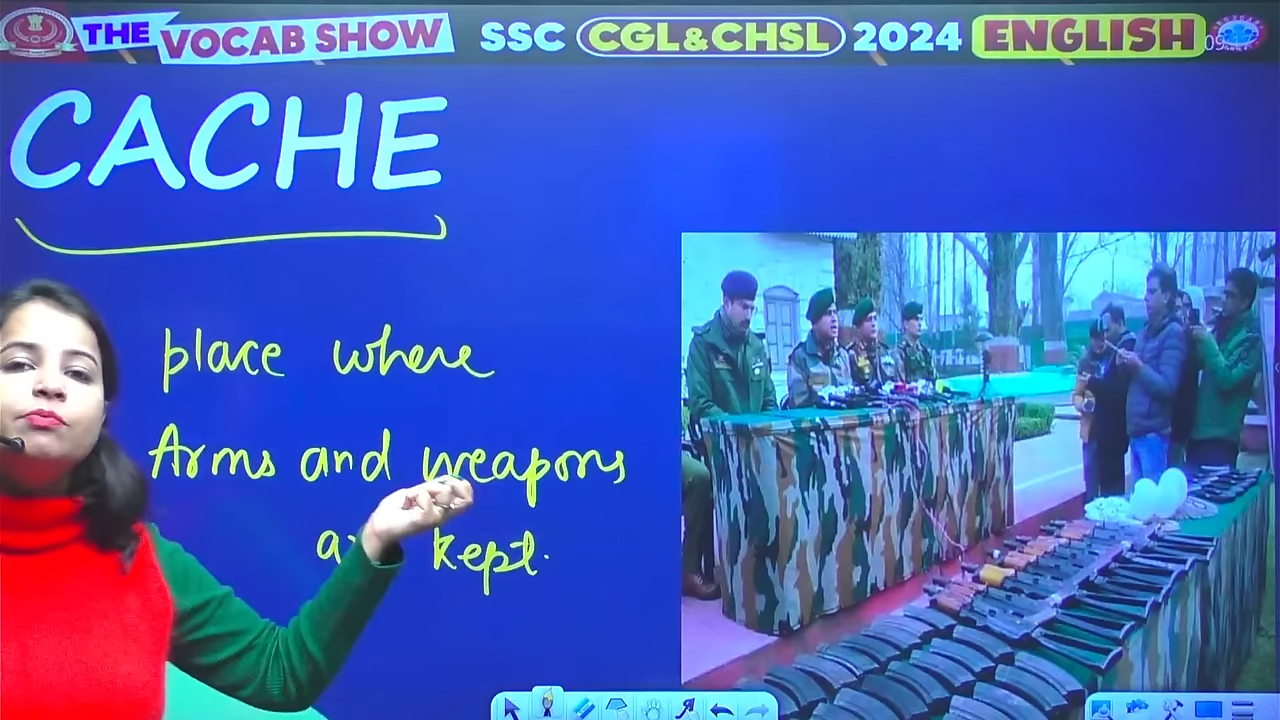 THE VOCAB SHOW SSC CGL & CHSL 2024 ENGLISH
CACHE
place where
Arms and weapons
kept.